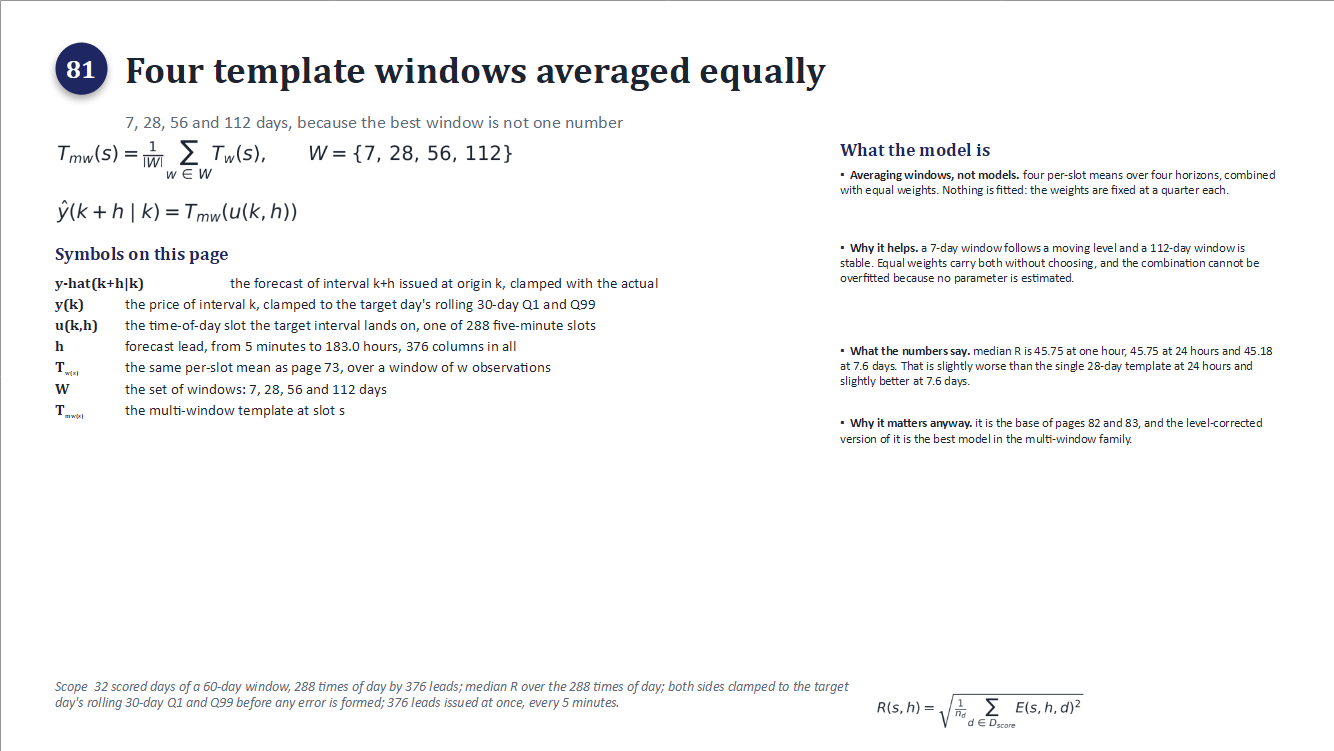 81
Four template windows averaged equally
7, 28, 56 and 112 days, because the best window is not one number
T_mw(s) = 1/|W| ∑_{w ∈ W} T_w(s),    W = {7, 28, 56, 112}
ŷ(k + h | k) = T_mw(u(k, h))
Symbols on this page
y-hat(k+h|k) the forecast of interval k+h issued at origin k, clamped with the actual
y(k) the price of interval k, clamped to the target day's rolling 30-day Q1 and Q99
u(k,h) the time-of-day slot the target interval lands on, one of 288 five-minute slots
h forecast lead, from 5 minutes to 183.0 hours, 376 columns in all
T_w(s) the same per-slot mean as page 73, over a window of w observations
W the set of windows: 7, 28, 56 and 112 days
T_mw(s) the multi-window template at slot s
What the model is
▪ Averaging windows, not models. four per-slot means over four horizons, combined
with equal weights. Nothing is fitted: the weights are fixed at a quarter each.
▪ Why it helps. a 7-day window follows a moving level and a 112-day window is
stable. Equal weights carry both without choosing, and the combination cannot be
overfitted because no parameter is estimated.
▪ What the numbers say. median R is 45.75 at one hour, 45.75 at 24 hours and 45.18
at 7.6 days. That is slightly worse than the single 28-day template at 24 hours and
slightly better at 7.6 days.
▪ Why it matters anyway. it is the base of pages 82 and 83, and the level-corrected
version of it is the best model in the multi-window family.
Scope 32 scored days of a 60-day window, 288 times of day by 376 leads; median R over the 288 times of day; both sides clamped to the target
day's rolling 30-day Q1 and Q99 before any error is formed; 376 leads issued at once, every 5 minutes.
R(s, h) = √(1/n_d ∑_{d ∈ D_score} E(s, h, d)²)